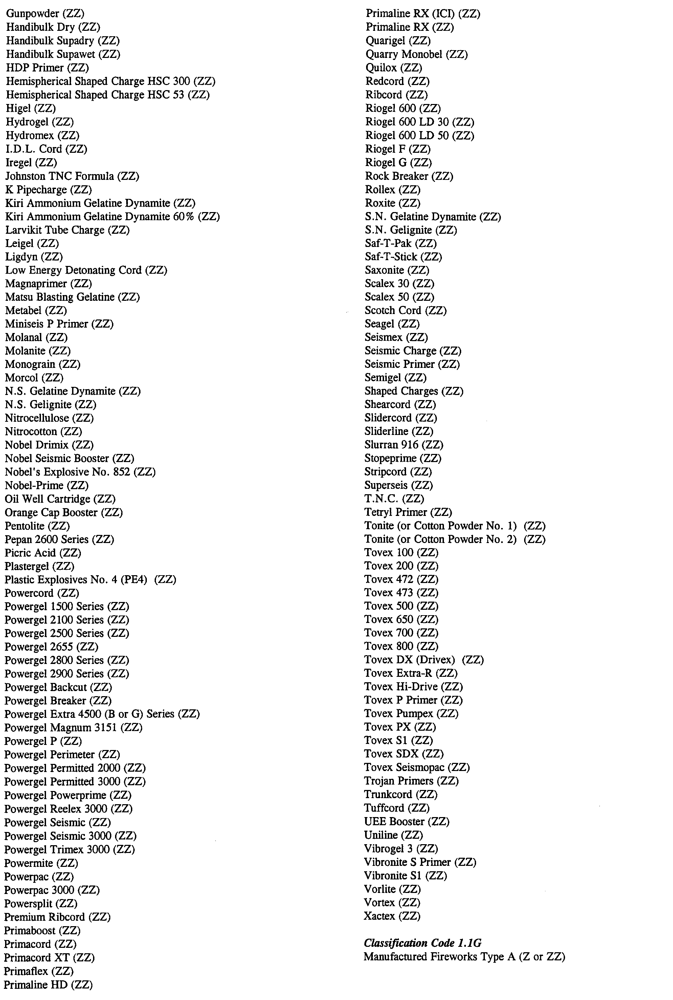 Gunpowder (ZZ)
Handibulk Dry (ZZ)
Handibulk Supadry (ZZ)
Handibulk Supawet (ZZ)
HDP Primer (ZZ)
Hemispherical Shaped Charge HSC 300 (ZZ)
Hemispherical Shaped Charge HSC 53 (ZZ)
Higel (ZZ)
Hydrogel (ZZ)
Hydromex (ZZ)
I.D.L. Cord (ZZ)
Iregel (ZZ)
Johnston TNC Formula (ZZ)
K Pipecharge (ZZ)
Kiri Ammonium Gelatine Dynamite (ZZ)
Kiri Ammonium Gelatine Dynamite 60% (ZZ)
Larvikit Tube Charge (ZZ)
Leigel (ZZ)
Ligdyn (ZZ)
Low Energy Detonating Cord (ZZ)
Magnaprimer (ZZ)
Matsu Blasting Gelatine (ZZ)
Metabel (ZZ)
Miniseis P Primer (ZZ)
Molanal (ZZ)
Molanite (ZZ)
Monograin (ZZ)
Morcol (ZZ)
N.S. Gelatine Dynamite (ZZ)
N.S. Gelignite (ZZ)
Nitrocellulose (ZZ)
Nitrocotton (ZZ)
Nobel Drimix (ZZ)
Nobel Seismic Booster (ZZ)
Nobel's Explosive No. 852 (ZZ)
Nobel-Prime (ZZ)
Oil Well Cartridge (ZZ)
Orange Cap Booster (ZZ)
Pentolite (ZZ)
Pepan 2600 Series (ZZ)
Picric Acid (ZZ)
Plastergel (ZZ)
Plastic Explosives No. 4 (PE4) (ZZ)
Powercord (ZZ)
Powergel 1500 Series (ZZ)
Powergel 2100 Series (ZZ)
Powergel 2500 Series (ZZ)
Powergel 2655 (ZZ)
Powergel 2800 Series (ZZ)
Powergel 2900 Series (ZZ)
Powergel Backcut (ZZ)
Powergel Breaker (ZZ)
Powergel Extra 4500 (B or G) Series (ZZ)
Powergel Magnum 3151 (ZZ)
Powergel P (ZZ)
Powergel Perimeter (ZZ)
Powergel Permitted 2000 (ZZ)
Powergel Permitted 3000 (ZZ)
Powergel Powerprime (ZZ)
Powergel Reelex 3000 (ZZ)
Powergel Seismic (ZZ)
Powergel Seismic 3000 (ZZ)
Powergel Trimex 3000 (ZZ)
Powermite (ZZ)
Powerpac (ZZ)
Powerpac 3000 (ZZ)
Powersplit (ZZ)
Premium Ribcord (ZZ)
Primaboost (ZZ)
Primacord (ZZ)
Primacord XT (ZZ)
Primaflex (ZZ)
Primaline HD (ZZ)
Primaline RX (ICI) (ZZ)
Primaline RX (ZZ)
Quarigel (ZZ)
Quarry Monobel (ZZ)
Quilox (ZZ)
Redcord (ZZ)
Ribcord (ZZ)
Riogel 600 (ZZ)
Riogel 600 LD 30 (ZZ)
Riogel 600 LD 50 (ZZ)
Riogel F (ZZ)
Riogel G (ZZ)
Rock Breaker (ZZ)
Rollex (ZZ)
Roxite (ZZ)
S.N. Gelatine Dynamite (ZZ)
S.N. Gelignite (ZZ)
Saf-T-Pak (ZZ)
Saf-T-Stick (ZZ)
Saxonite (ZZ)
Scalex 30 (ZZ)
Scalex 50 (ZZ)
Scotch Cord (ZZ)
Seagel (ZZ)
Seismex (ZZ)
Seismic Charge (ZZ)
Seismic Primer (ZZ)
Semigel (ZZ)
Shaped Charges (ZZ)
Shearcord (ZZ)
Slidercord (ZZ)
Sliderline (ZZ)
Slurran 916 (ZZ)
Stopeprime (ZZ)
Stripcord (ZZ)
Superseis (ZZ)
T.N.C. (ZZ)
Tetryl Primer (ZZ)
Tonite (or Cotton Powder No. 1) (ZZ)
Tonite (or Cotton Powder No. 2) (ZZ)
Tovex 100 (ZZ)
Tovex 200 (ZZ)
Tovex 472 (ZZ)
Tovex 473 (ZZ)
Tovex 500 (ZZ)
Tovex 650 (ZZ)
Tovex 700 (ZZ)
Tovex 800 (ZZ)
Tovex DX (Drivex) (ZZ)
Tovex Extra-R (ZZ)
Tovex Hi-Drive (ZZ)
Tovex P Primer (ZZ)
Tovex Pumpex (ZZ)
Tovex PX (ZZ)
Tovex S1 (ZZ)
Tovex SDX (ZZ)
Tovex Seismopac (ZZ)
Trojan Primers (ZZ)
Trunkcord (ZZ)
Tuffcord (ZZ)
UEE Booster (ZZ)
Uniline (ZZ)
Vibrogel 3 (ZZ)
Vibronite S Primer (ZZ)
Vibronite S1 (ZZ)
Vorlite (ZZ)
Vortex (ZZ)
Xactex (ZZ)
Classification Code 1.1G
Manufactured Fireworks Type A (Z or ZZ)